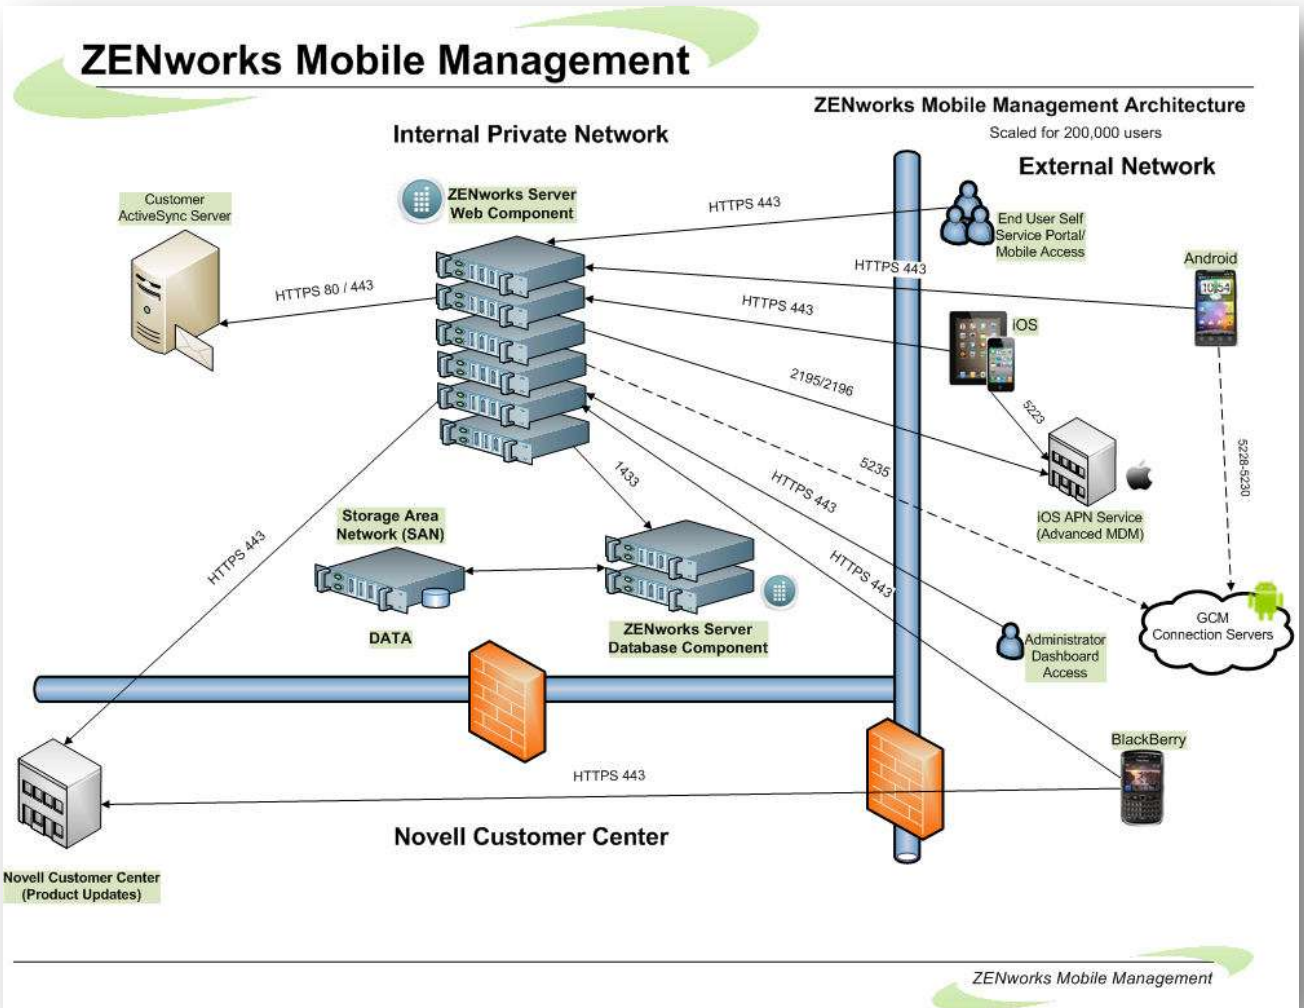 ZENworks Mobile Management
ZENworks Mobile Management Architecture
Scaled for 200,000 users
Internal Private Network
External Network
Customer
ActiveSync Server
ZENworks Server
Web Component
HTTPS 443
End User Self
Service Portal/
Mobile Access
HTTPS 443
Android
10:54
HTTPS 80 / 443
HTTPS 443
iOS
2195/2196
5223
5235
5228-5230
1433
HTTPS 443
iOS APN Service
(Advanced MDM)
Storage Area
Network (SAN)
HTTPS 443
HTTPS 443
DATA
ZENworks Server
Database Component
GCM
Connection Servers
Administrator
Dashboard
Access
BlackBerry
HTTPS 443
Novell Customer Center
Novell Customer Center
(Product Updates)
ZENworks Mobile Management